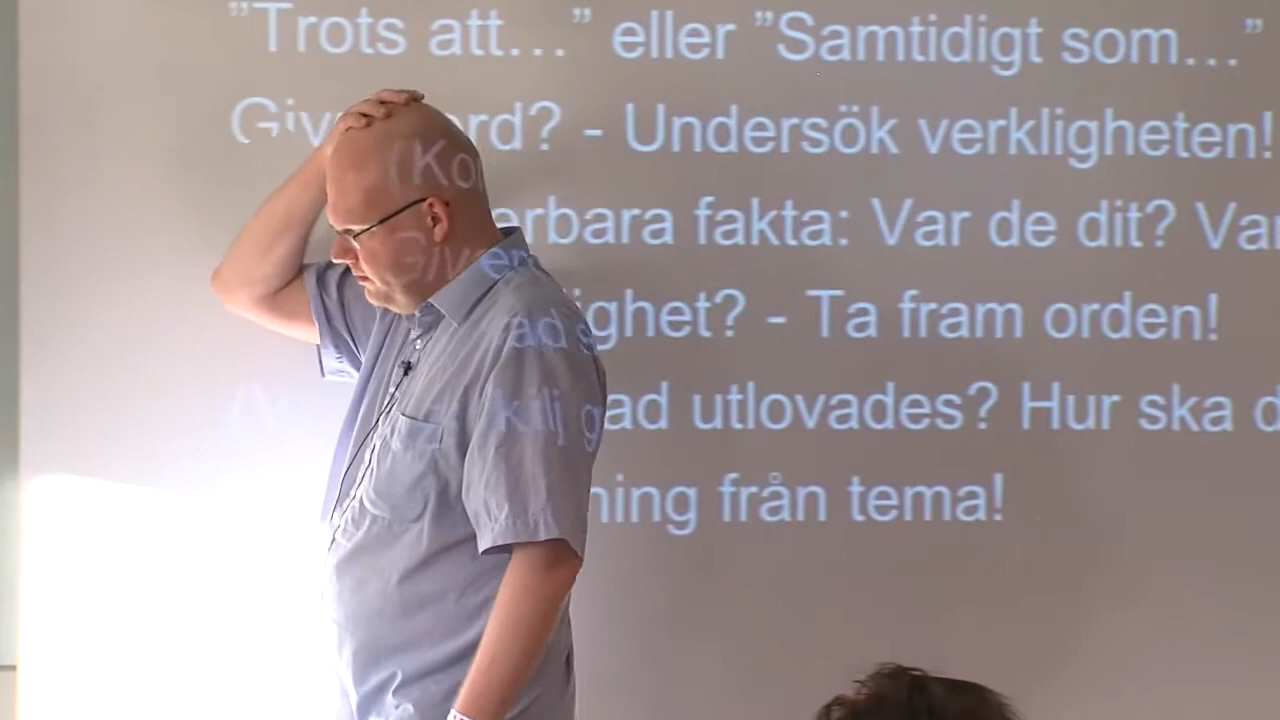 "Trots att…" eller "Samtidigt som…"
ord? - Undersök verkligheten!
erbara fakta: Var de dit? Var
ighet? - Ta fram orden!
ad utlovades? Hur ska d
ning från tema!